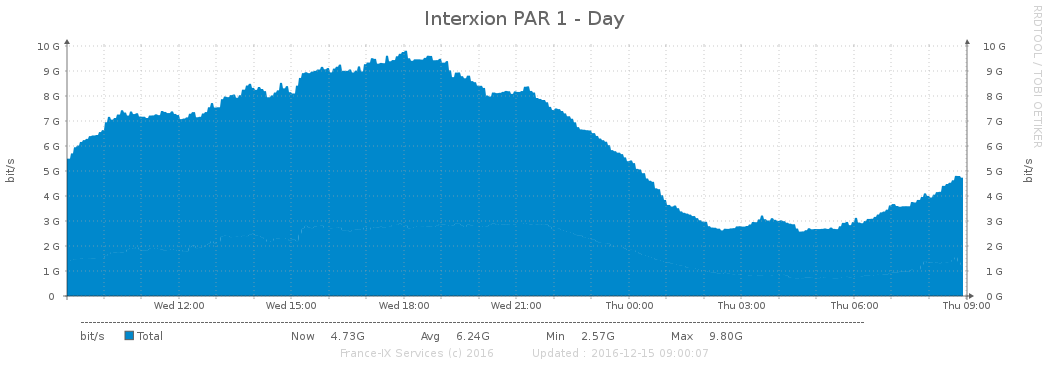 Interxion PAR 1 - Day
RRDTOOL / TOBI OETIKER
bit/s
10 G
9 G
8 G
7 G
6 G
5 G
4 G
3 G
2 G
1 G
0
10 G
9 G
8 G
7 G
6 G
5 G
4 G
3 G
2 G
1 G
0 G
bit/s
Wed 12:00 Wed 15:00 Wed 18:00 Wed 21:00 Thu 00:00 Thu 03:00 Thu 06:00 Thu 09:00
bit/s Total Now 4.73G Avg 6.24G Min 2.57G Max 9.80G
France-IX Services (c) 2016 Updated : 2016-12-15 09:00:07